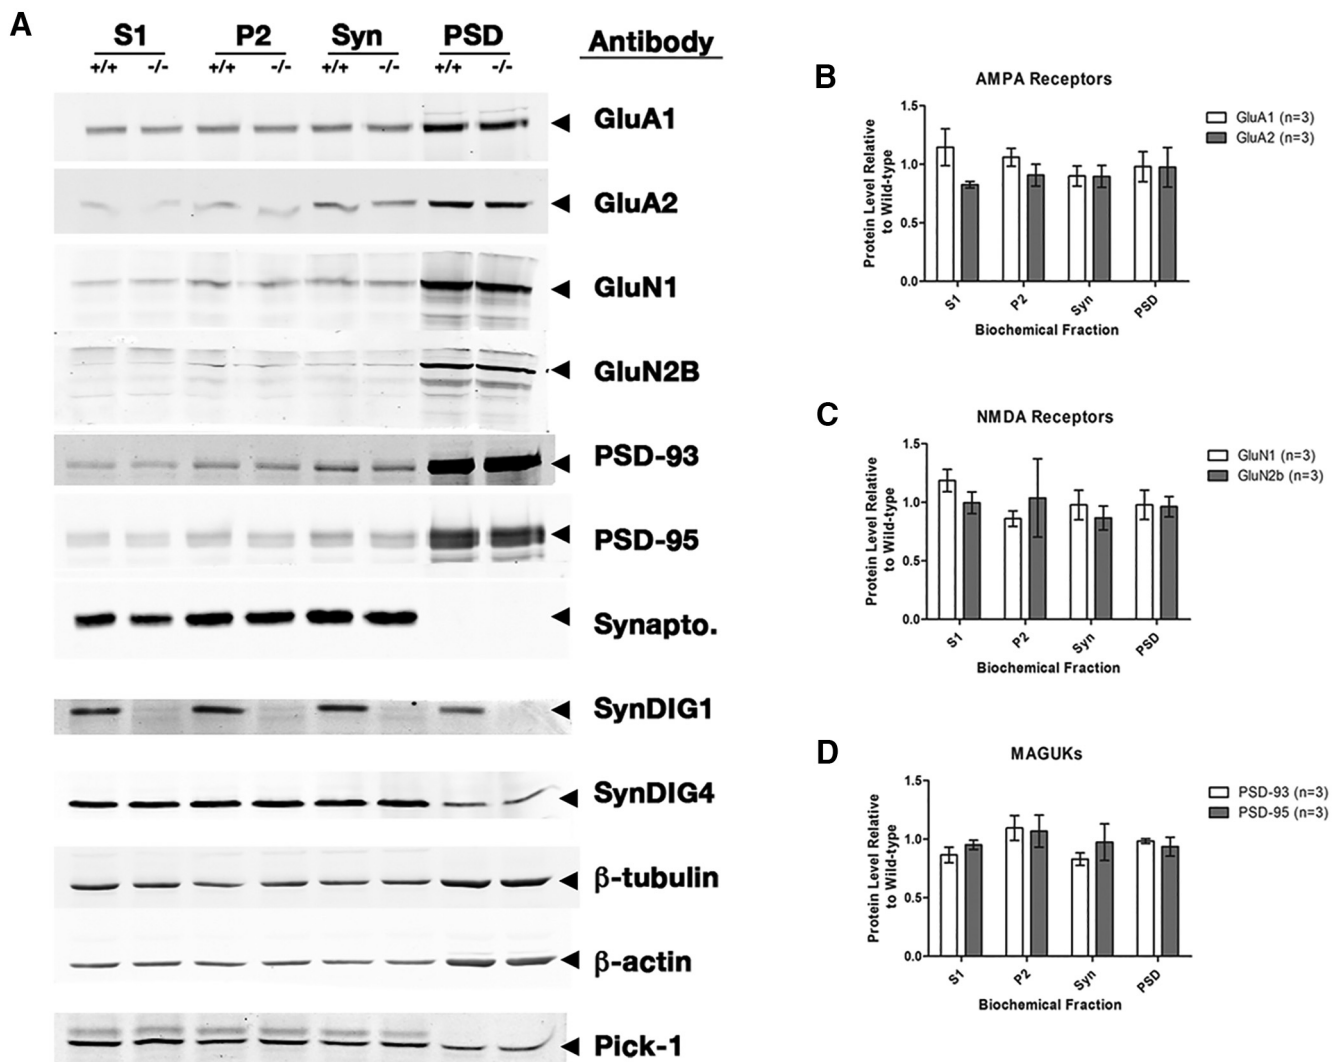 A
S1 P2 Syn PSD Antibody
+/+ -/- +/+ -/- +/+ -/- +/+ -/-
GluA1
GluA2
GluN1
GluN2B
PSD-93
PSD-95
Synapto.
SynDIG1
SynDIG4
β-tubulin
β-actin
Pick-1
B
AMPA Receptors
Protein Level Relative
to Wild-type
1.5
1.0
0.5
0.0
S1 P2 Syn PSD
Biochemical Fraction
GluA1 (n=3)
GluA2 (n=3)
C
NMDA Receptors
Protein Level Relative
to Wild-type
1.5
1.0
0.5
0.0
S1 P2 Syn PSD
Biochemical Fraction
GluN1 (n=3)
GluN2b (n=3)
D
MAGUKs
Protein Level Relative
to Wild-type
1.5
1.0
0.5
0.0
S1 P2 Syn PSD
Biochemical Fraction
PSD-93 (n=3)
PSD-95 (n=3)